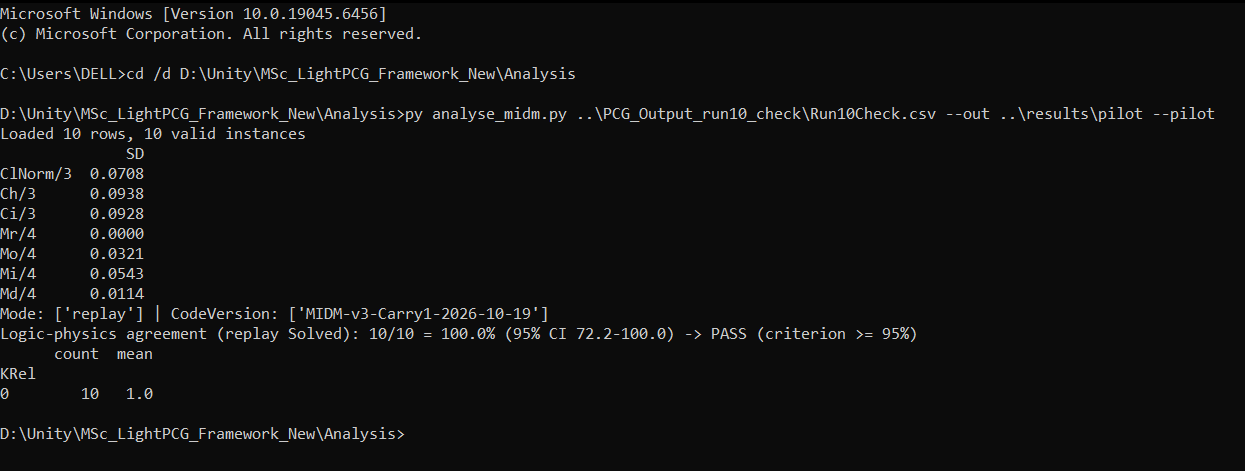 Microsoft Windows [Version 10.0.19045.6456]
(c) Microsoft Corporation. All rights reserved.
C:\Users\DELL>cd /d D:\Unity\MSc_LightPCG_Framework_New\Analysis
D:\Unity\MSc_LightPCG_Framework_New\Analysis>py analyse_midm.py ..\PCG_Output_run10_check\Run10Check.csv --out ..\results\pilot --pilot
Loaded 10 rows, 10 valid instances
SD
ClNorm/3 0.0708
Ch/3 0.0938
Ci/3 0.0928
Mr/4 0.0000
Mo/4 0.0321
Mi/4 0.0543
Md/4 0.0114
Mode: ['replay'] | CodeVersion: ['MIDM-v3-Carry1-2026-10-19']
Logic-physics agreement (replay Solved): 10/10 = 100.0% (95% CI 72.2-100.0) -> PASS (criterion >= 95%)
count mean
KRel
0 10 1.0
D:\Unity\MSc_LightPCG_Framework_New\Analysis>